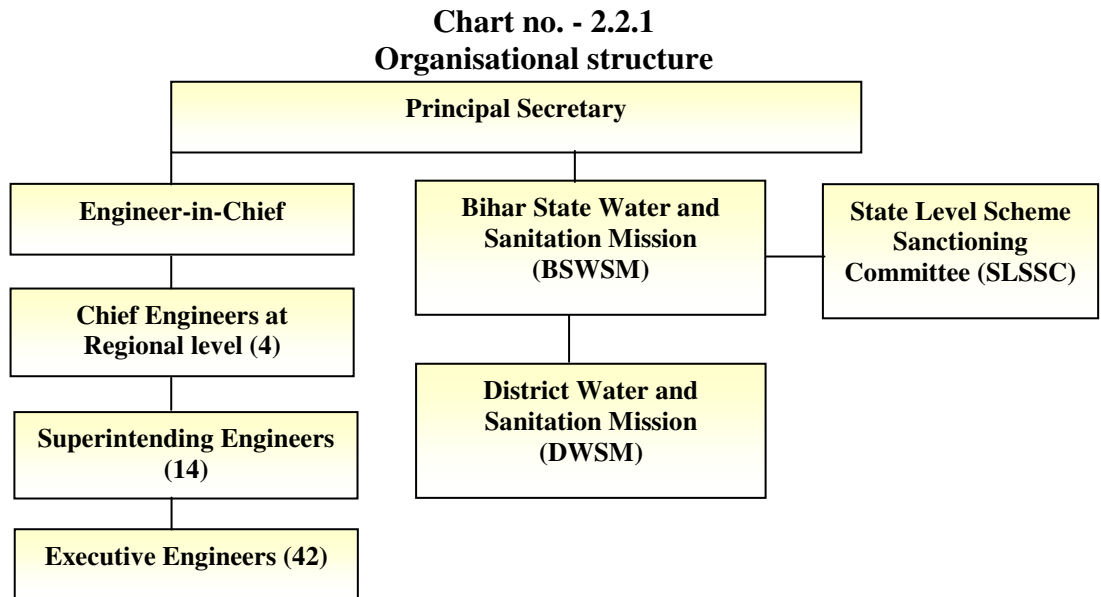 Chart no. - 2.2.1
Organisational structure
Principal Secretary
Engineer-in-Chief
Chief Engineers at
Regional level (4)
Superintending Engineers
(14)
Executive Engineers (42)
Bihar State Water and
Sanitation Mission
(BSWSM)
District Water and
Sanitation Mission
(DWSM)
State Level Scheme
Sanctioning
Committee (SLSSC)